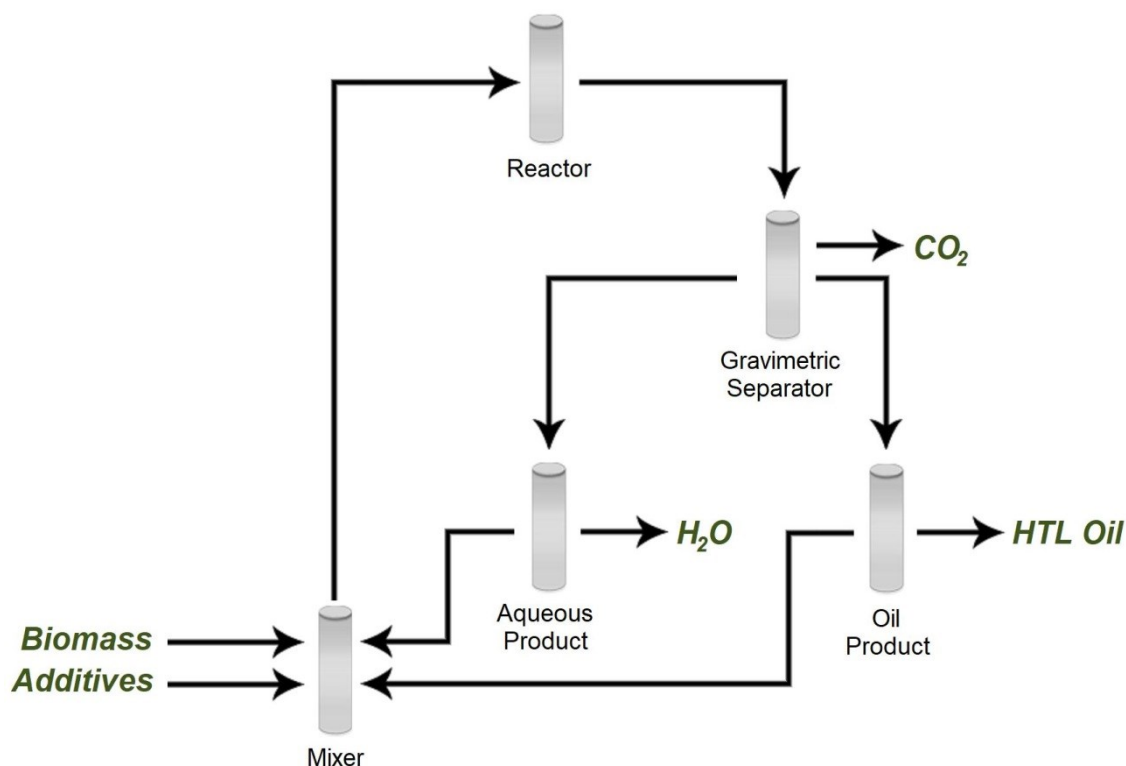 Reactor
CO₂
Gravimetric
Separator
H₂O
HTL Oil
Aqueous
Product
Oil
Product
Biomass
Additives
Mixer